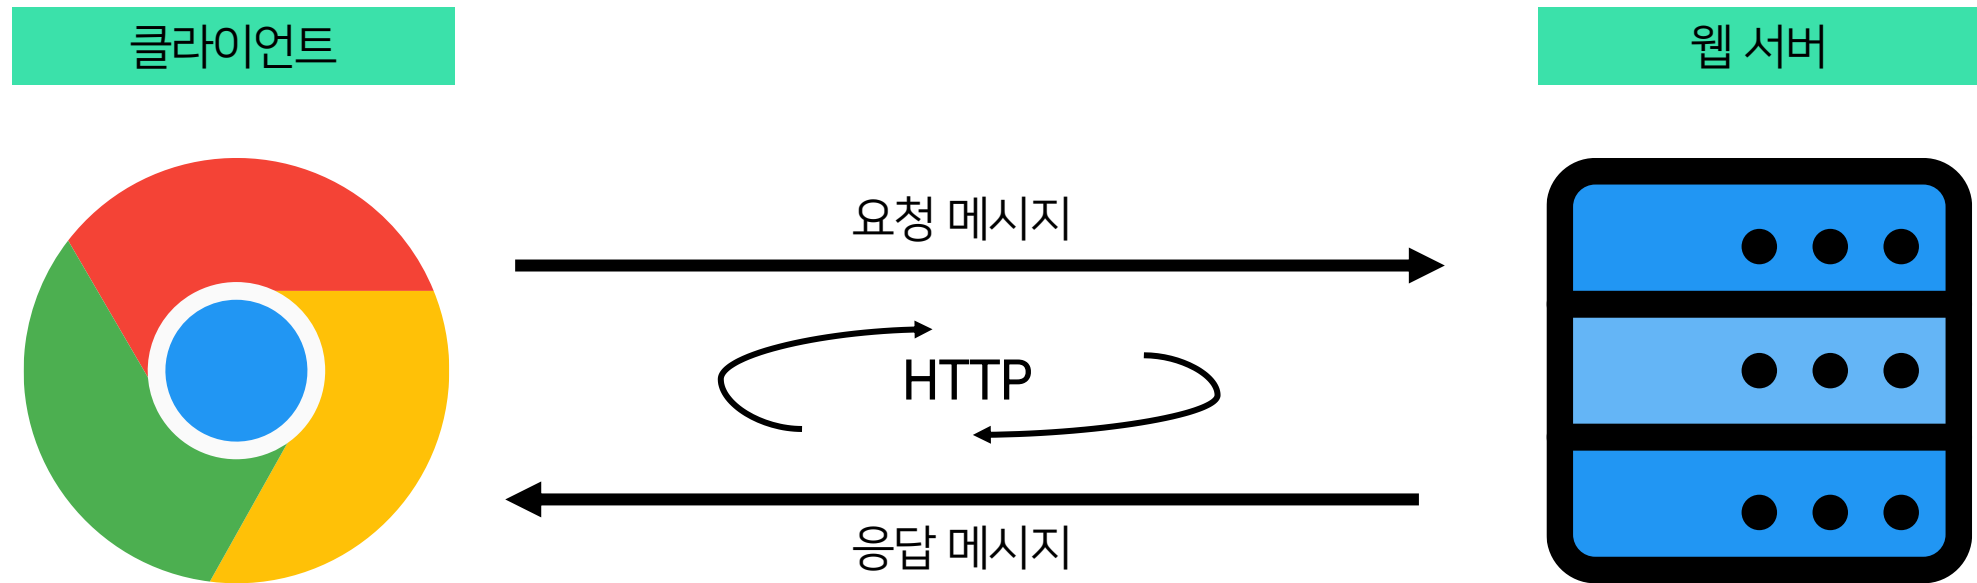 클라이언트
웹 서버
요청 메시지
HTTP
응답 메시지